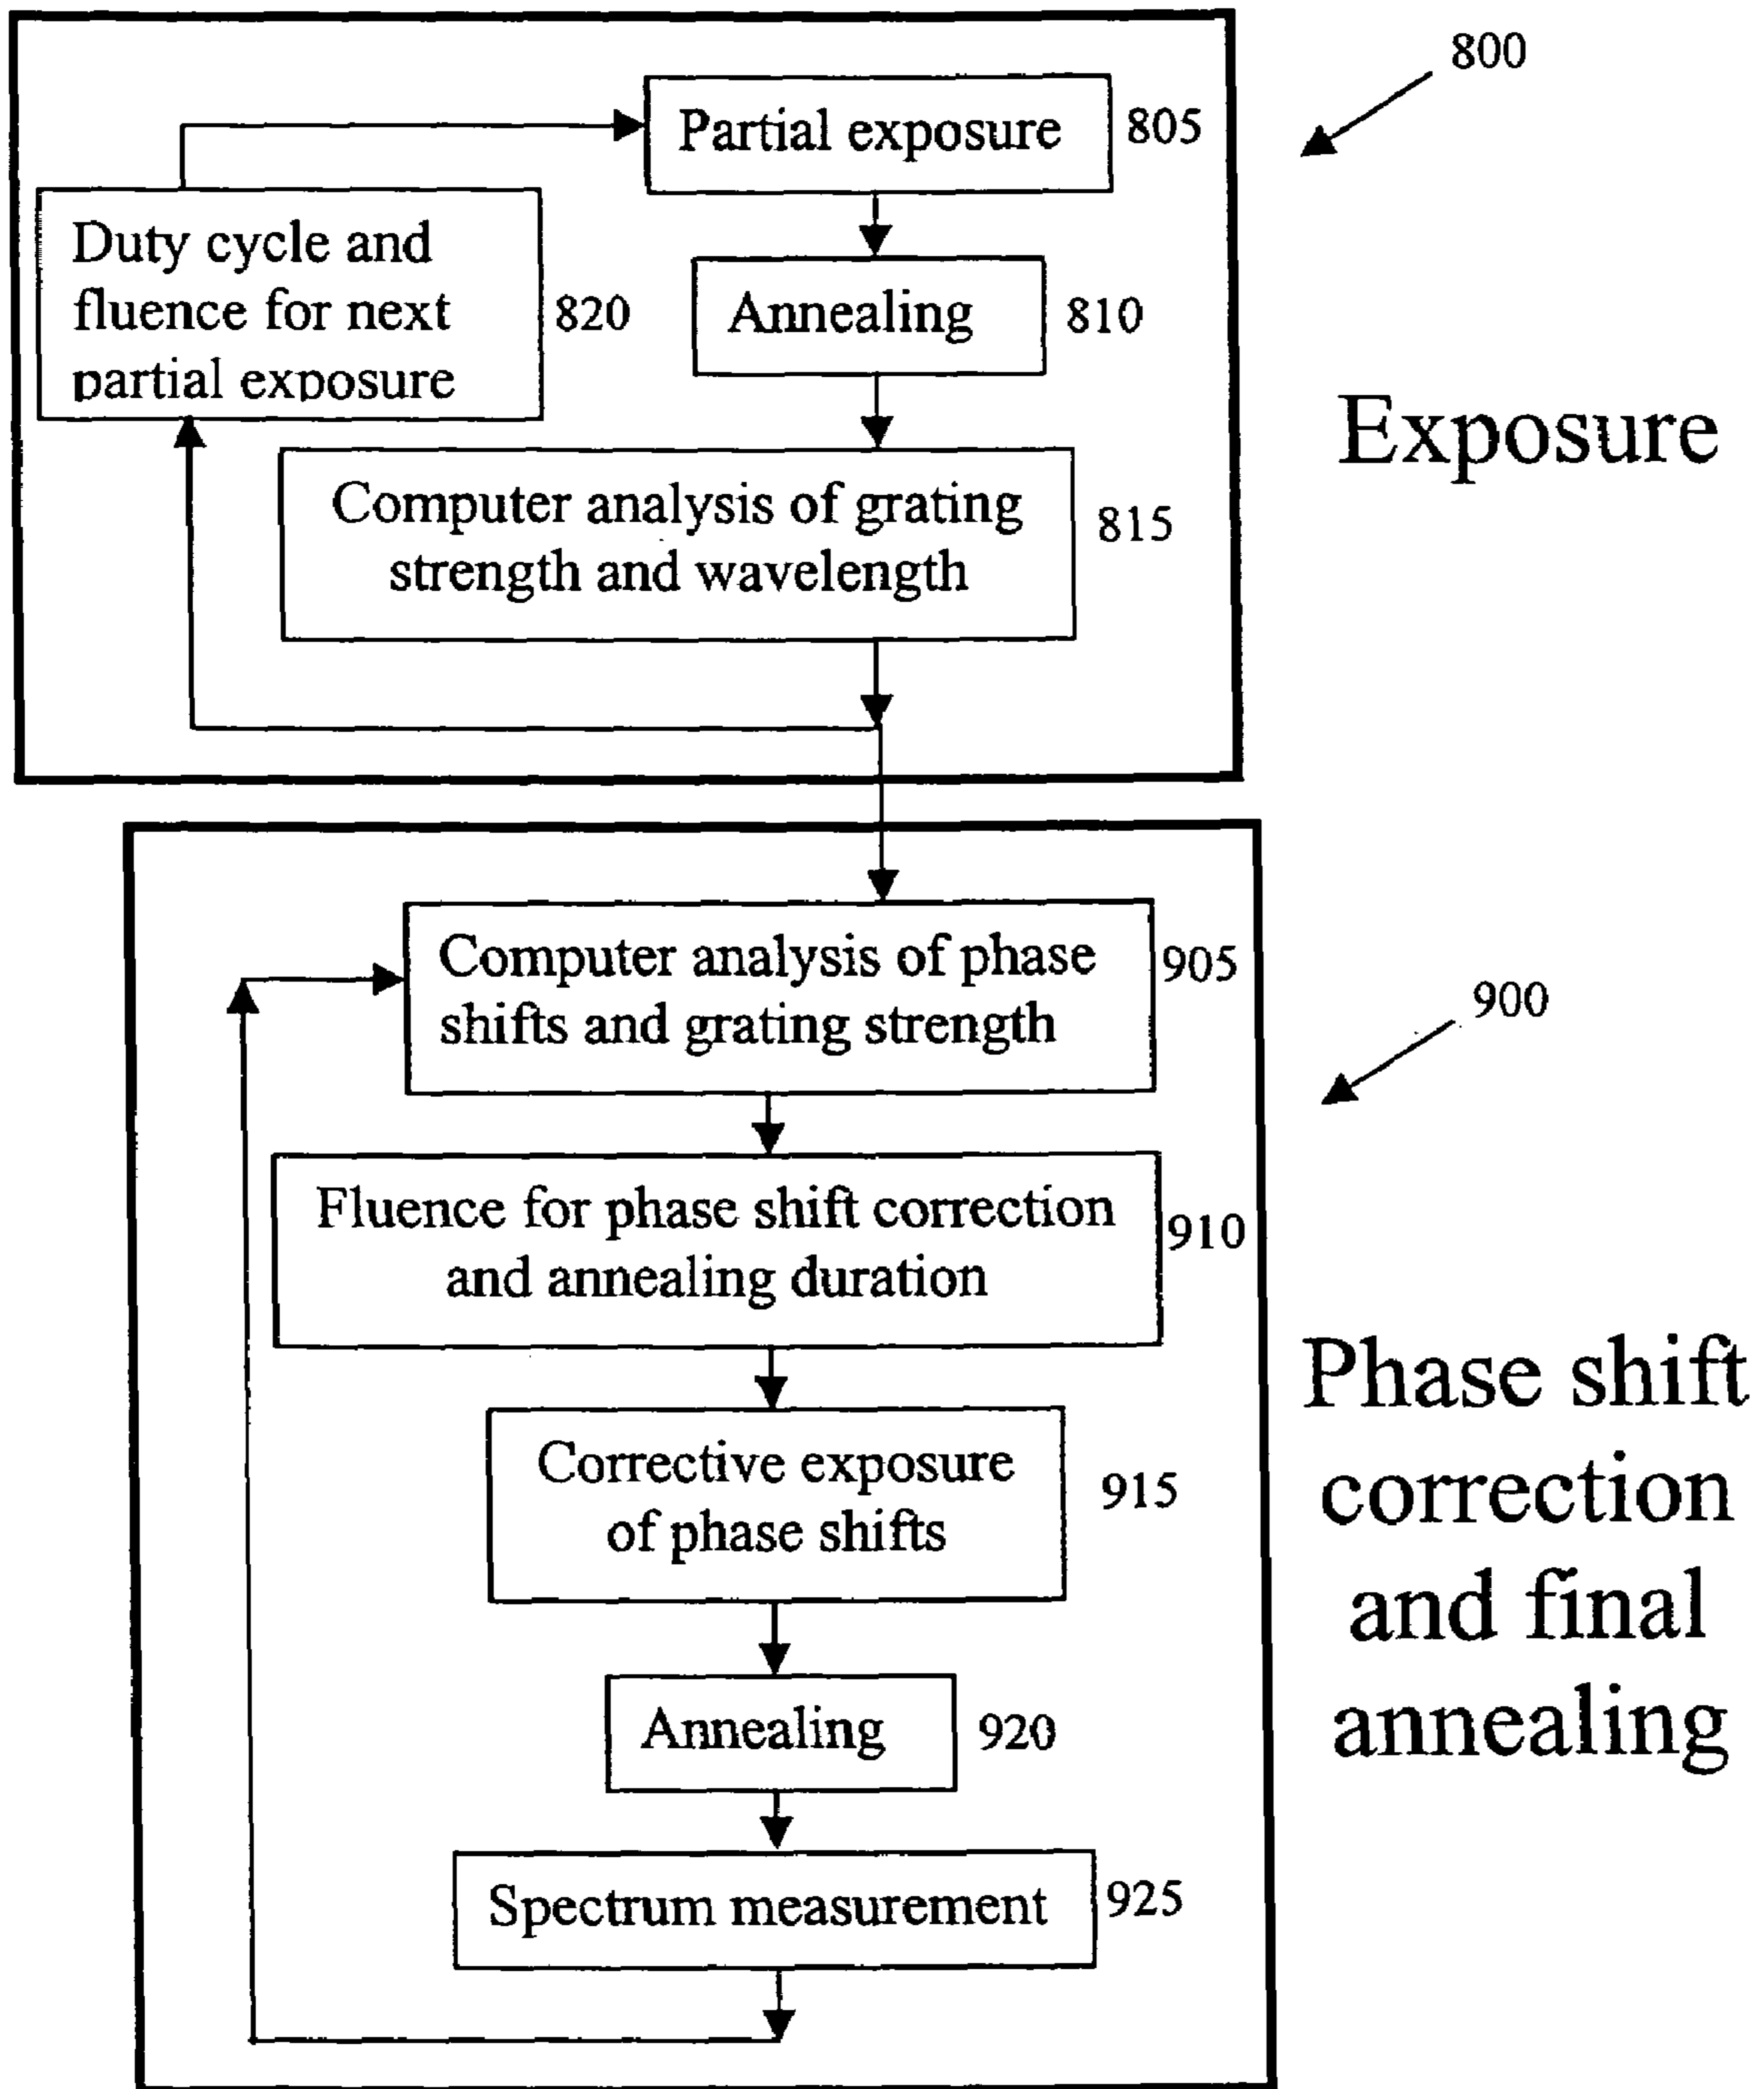 800
Partial exposure
805
Duty cycle and
fluence for next
partial exposure
820
Annealing
810
Exposure
Computer analysis of grating
strength and wavelength
815
Computer analysis of phase
shifts and grating strength
905
900
Fluence for phase shift correction
and annealing duration
910
Phase shift
correction
and final
annealing
Corrective exposure
of phase shifts
915
Annealing
920
Spectrum measurement
925